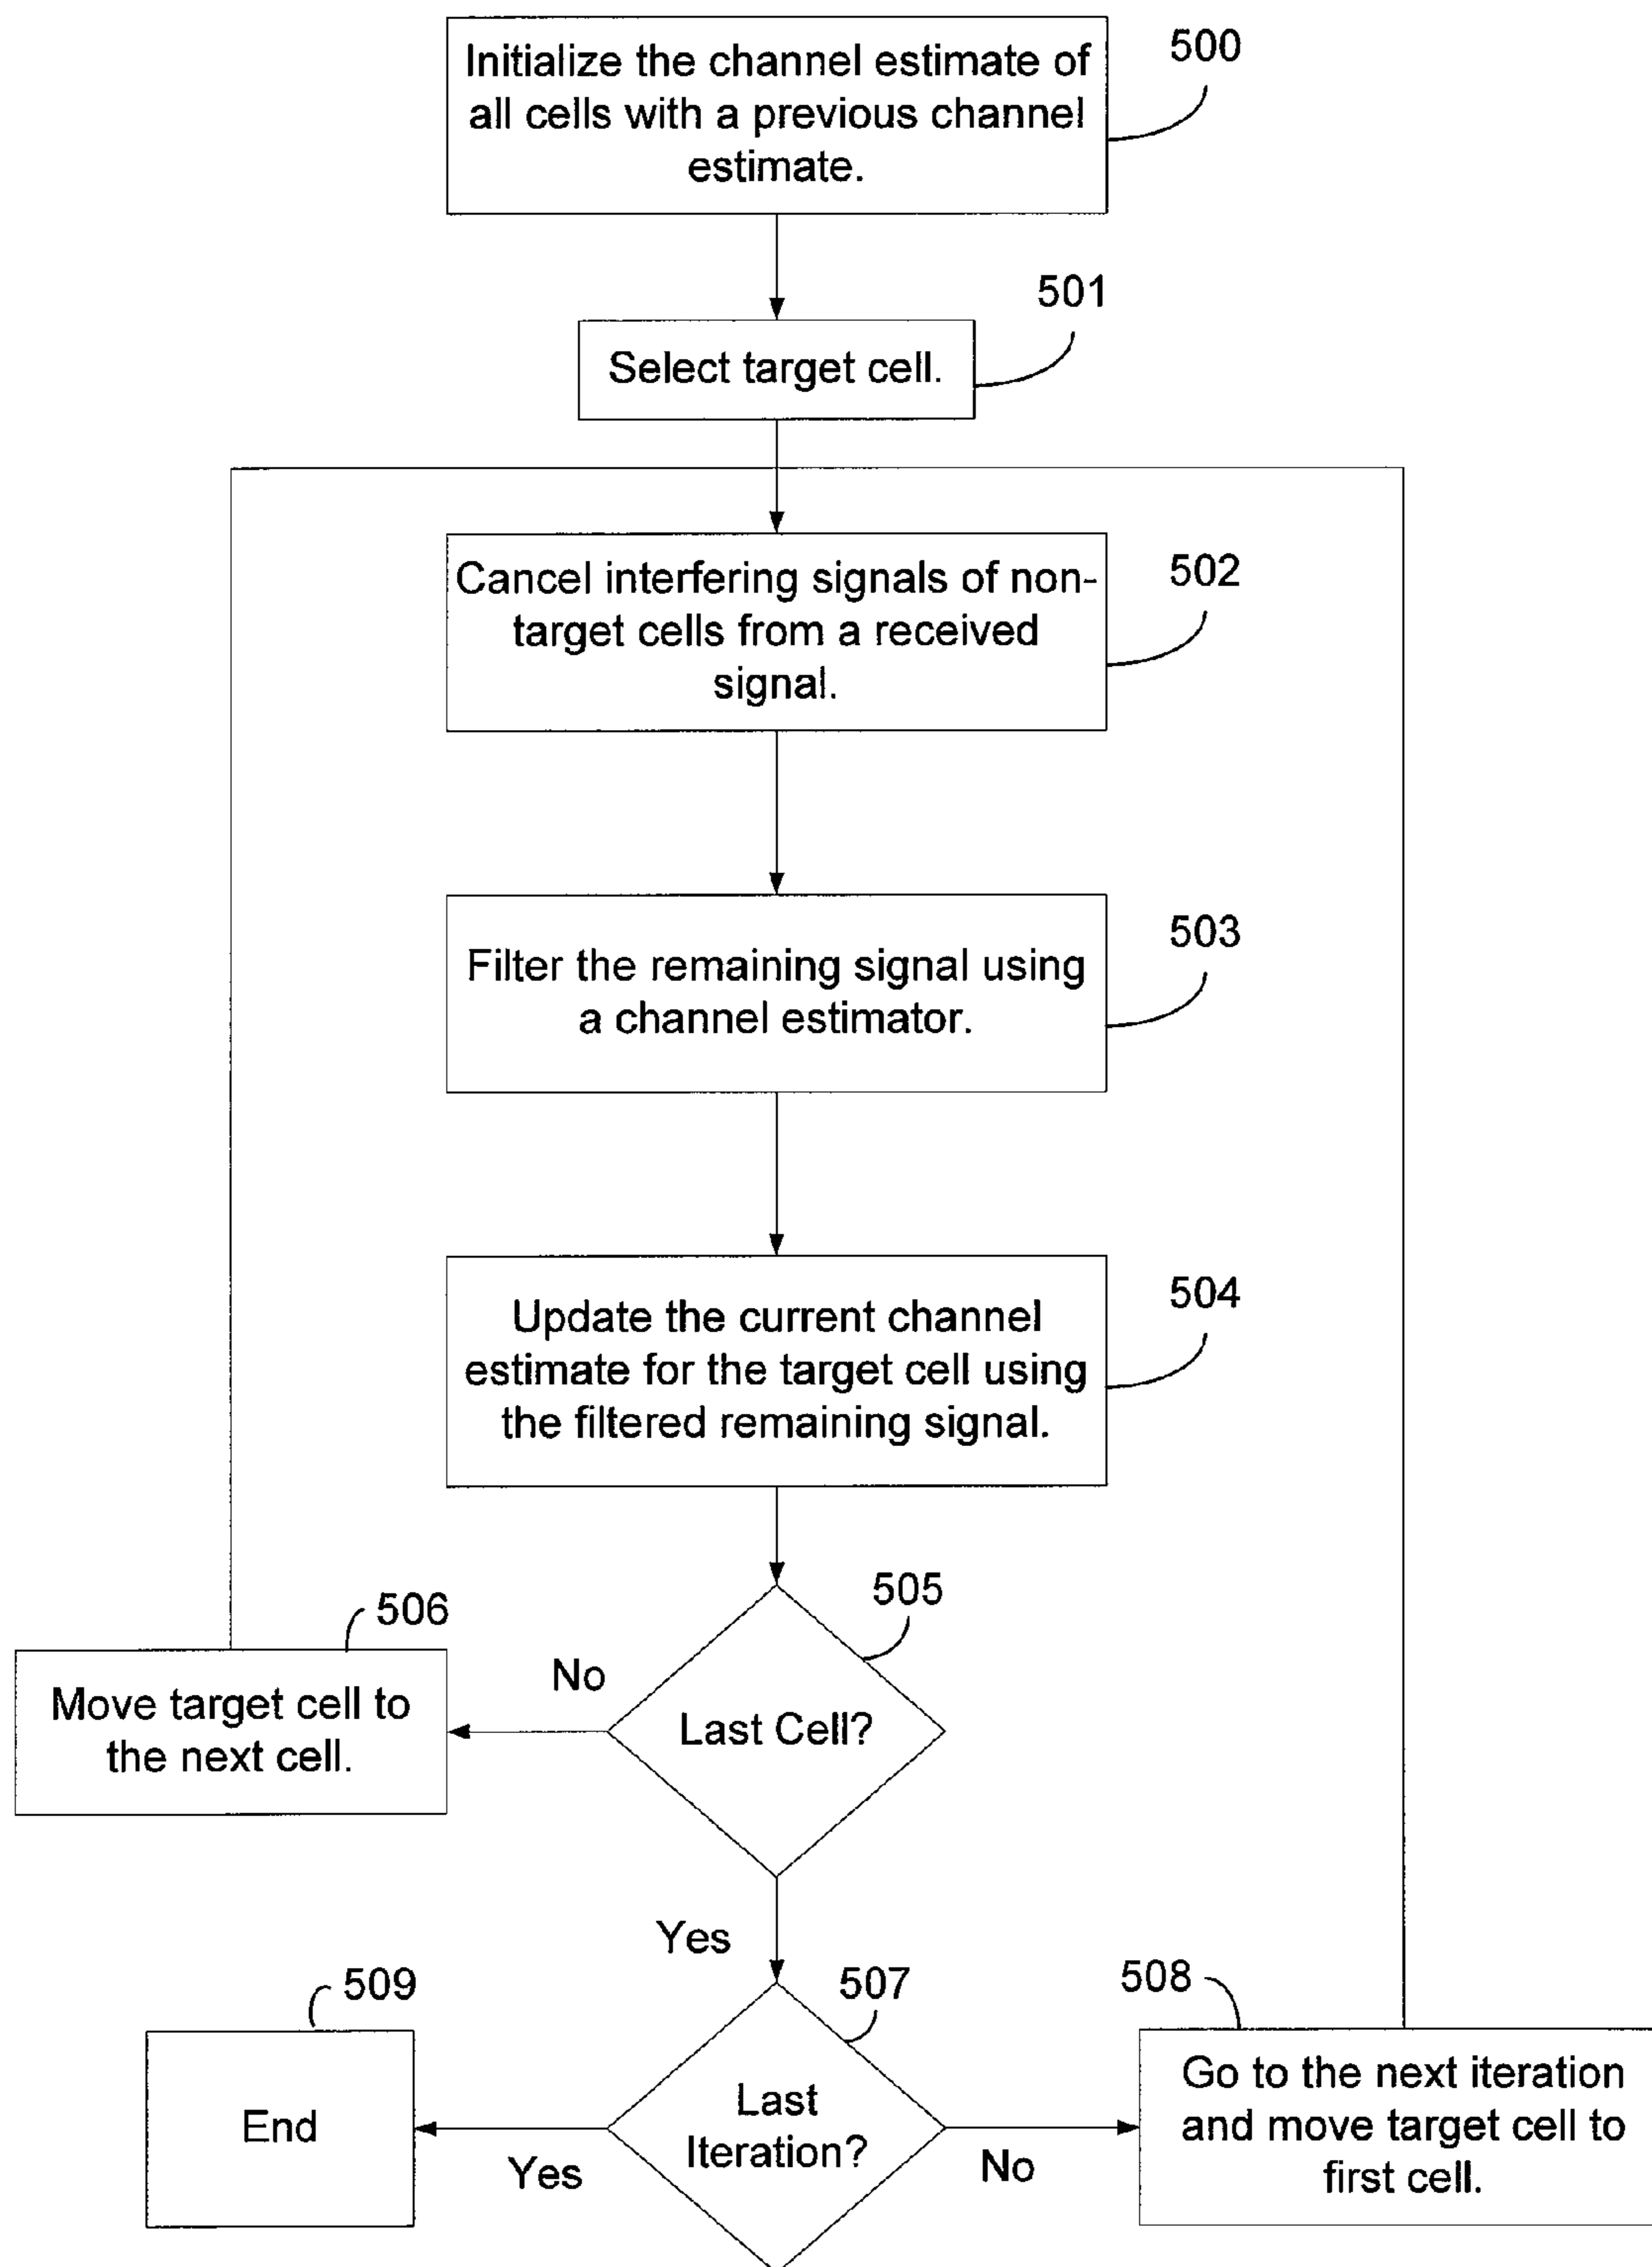 Initialize the channel estimate of
all cells with a previous channel
estimate.
500
501
Select target cell.
Cancel interfering signals of non-
target cells from a received
signal.
502
503
Filter the remaining signal using
a channel estimator.
504
Update the current channel
estimate for the target cell using
the filtered remaining signal.
505
506
No
Move target cell to
the next cell.
Last Cell?
Yes
509
507
508
End
Last
Iteration?
Yes
No
Go to the next iteration
and move target cell to
first cell.